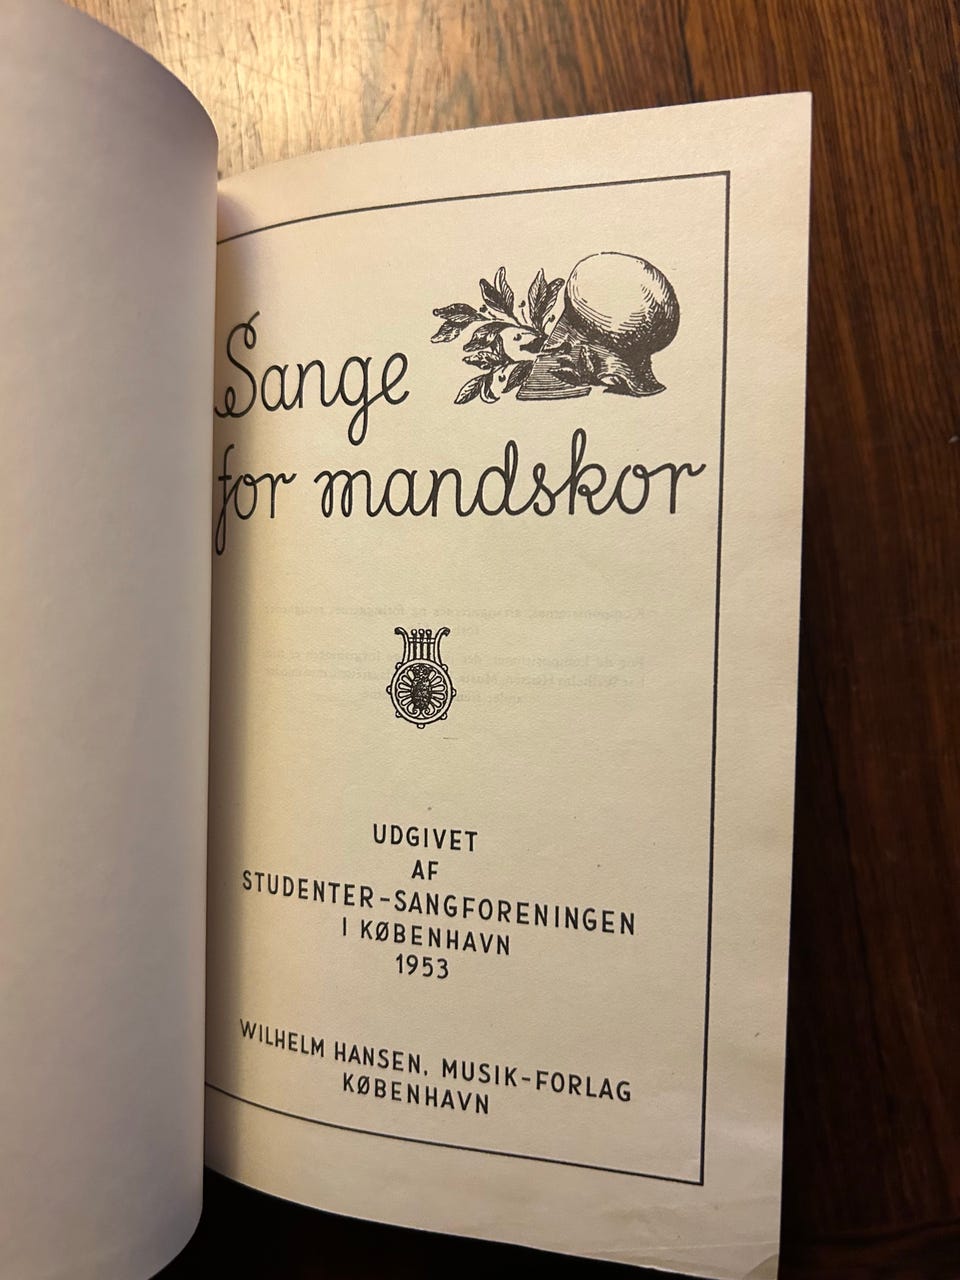 Sange
for mandskor
UDGIVET
AF
STUDENTER-SANGFORENINGEN
I KØBENHAVN
1953
WILHELM HANSEN, MUSIK-FORLAG
KØBENHAVN